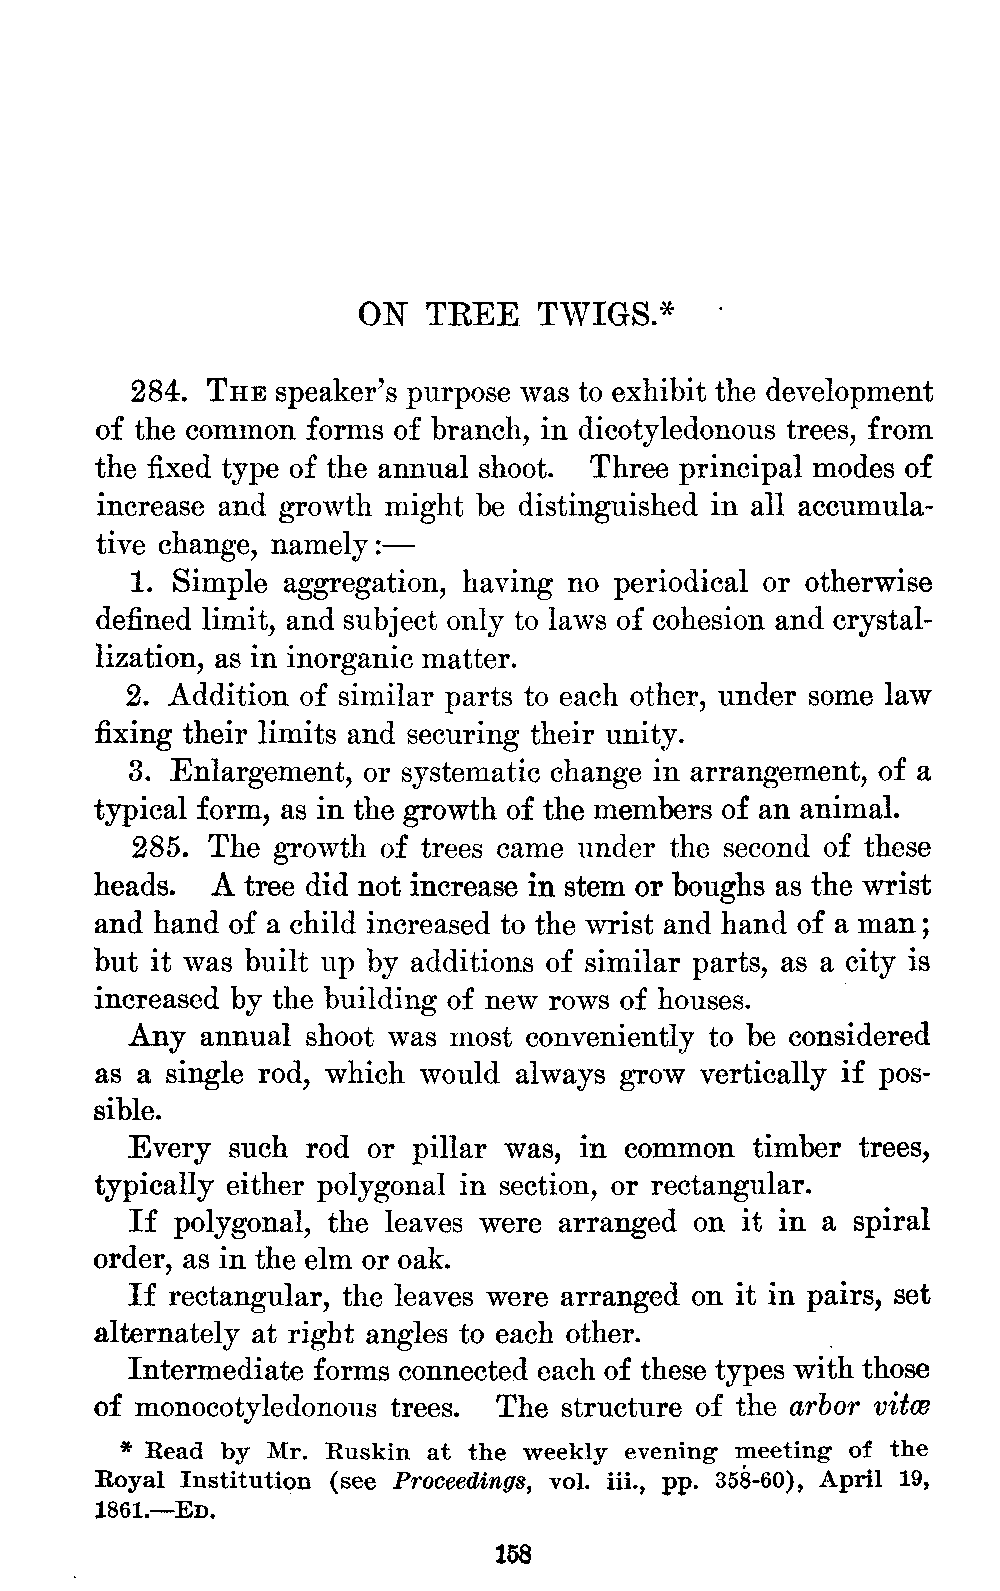 ON TREE TWIGS.*
284. THE speaker's purpose was to exhibit the development
of the common forms of branch, in dicotyledonous trees, from
the fixed type of the annual shoot. Three principal modes of
increase and growth might be distinguished in all accumula-
tive change, namely:—
1. Simple aggregation, having no periodical or otherwise
defined limit, and subject only to laws of cohesion and crystal-
lization, as in inorganic matter.
2. Addition of similar parts to each other, under some law
fixing their limits and securing their unity.
3. Enlargement, or systematic change in arrangement, of a
typical form, as in the growth of the members of an animal.
285. The growth of trees came under the second of these
heads. A tree did not increase in stem or boughs as the wrist
and hand of a child increased to the wrist and hand of a man;
but it was built up by additions of similar parts, as a city is
increased by the building of new rows of houses.
Any annual shoot was most conveniently to be considered
as a single rod, which would always grow vertically if pos-
sible.
Every such rod or pillar was, in common timber trees,
typically either polygonal in section, or rectangular.
If polygonal, the leaves were arranged on it in a spiral
order, as in the elm or oak.
If rectangular, the leaves were arranged on it in pairs, set
alternately at right angles to each other.
Intermediate forms connected each of these types with those
of monocotyledonous trees. The structure of the arbor vitæ
* Read by Mr. Ruskin at the weekly evening meeting of the
Royal Institution (see Proceedings, vol. iii., pp. 358-60), April 19,
1861.—ED.
158